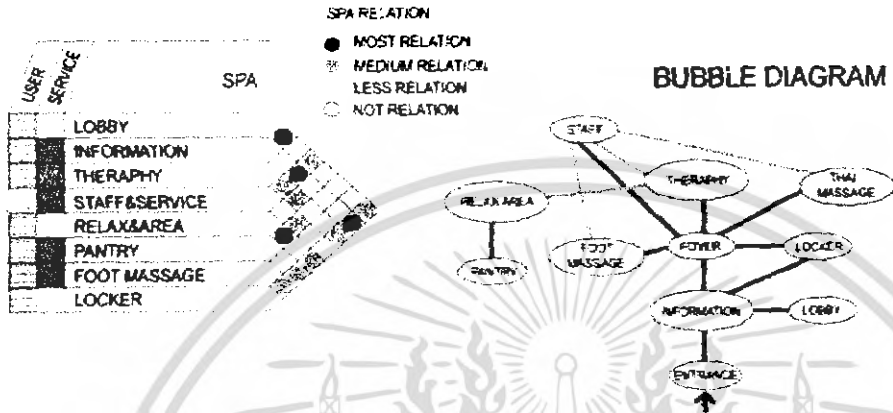 SPA RELATION
MOST RELATION
MEDIUM RELATION
LESS RELATION
NOT RELATION
USER
SERVICE
SPA
LOBBY
INFORMATION
THERAPHY
STAFF&SERVICE
RELAX&AREA
PANTRY
FOOT MASSAGE
LOCKER
BUBBLE DIAGRAM
STAFF
THERAPHY
THAI
MASSAGE
RELAX AREA
FOOT
MASSAGE
FOYER
LOCKER
PANTRY
INFORMATION
LOBBY
ENTRANCE